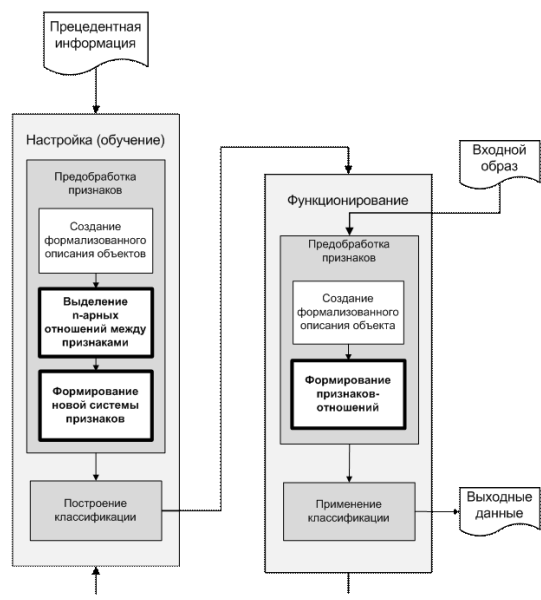 Прецедентная
информация
Настройка (обучение)
Предобработка
признаков
Создание
формализованного
описания объектов
Выделение
n-арных
отношений между
признаками
Формирование
новой системы
признаков
Построение
классификации
Входной
образ
Функционирование
Предобработка
признаков
Создание
формализованного
описания объекта
Формирование
признаков-
отношений
Применение
классификации
Выходные
данные